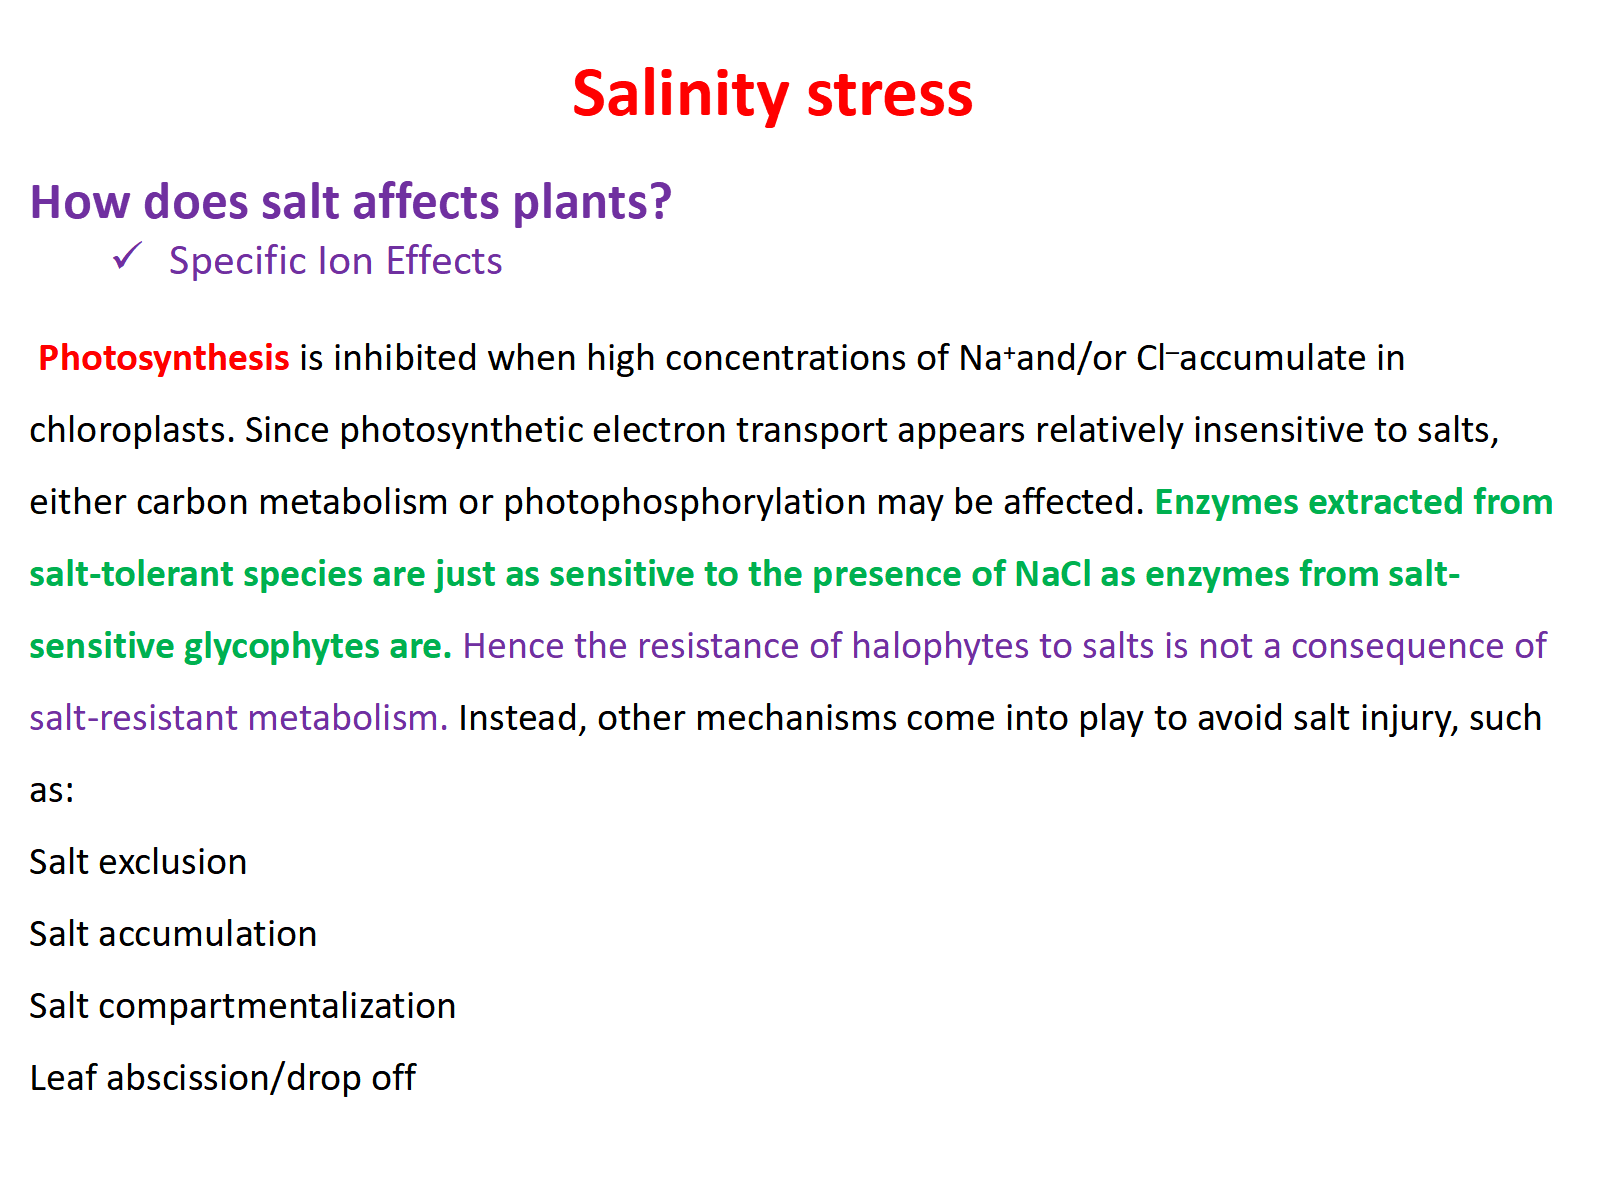 Salinity stress
How does salt affects plants?
✓ Specific Ion Effects
Photosynthesis is inhibited when high concentrations of Na⁺and/or Cl⁻accumulate in
chloroplasts. Since photosynthetic electron transport appears relatively insensitive to salts,
either carbon metabolism or photophosphorylation may be affected. Enzymes extracted from
salt-tolerant species are just as sensitive to the presence of NaCl as enzymes from salt-
sensitive glycophytes are. Hence the resistance of halophytes to salts is not a consequence of
salt-resistant metabolism. Instead, other mechanisms come into play to avoid salt injury, such
as:
Salt exclusion
Salt accumulation
Salt compartmentalization
Leaf abscission/drop off